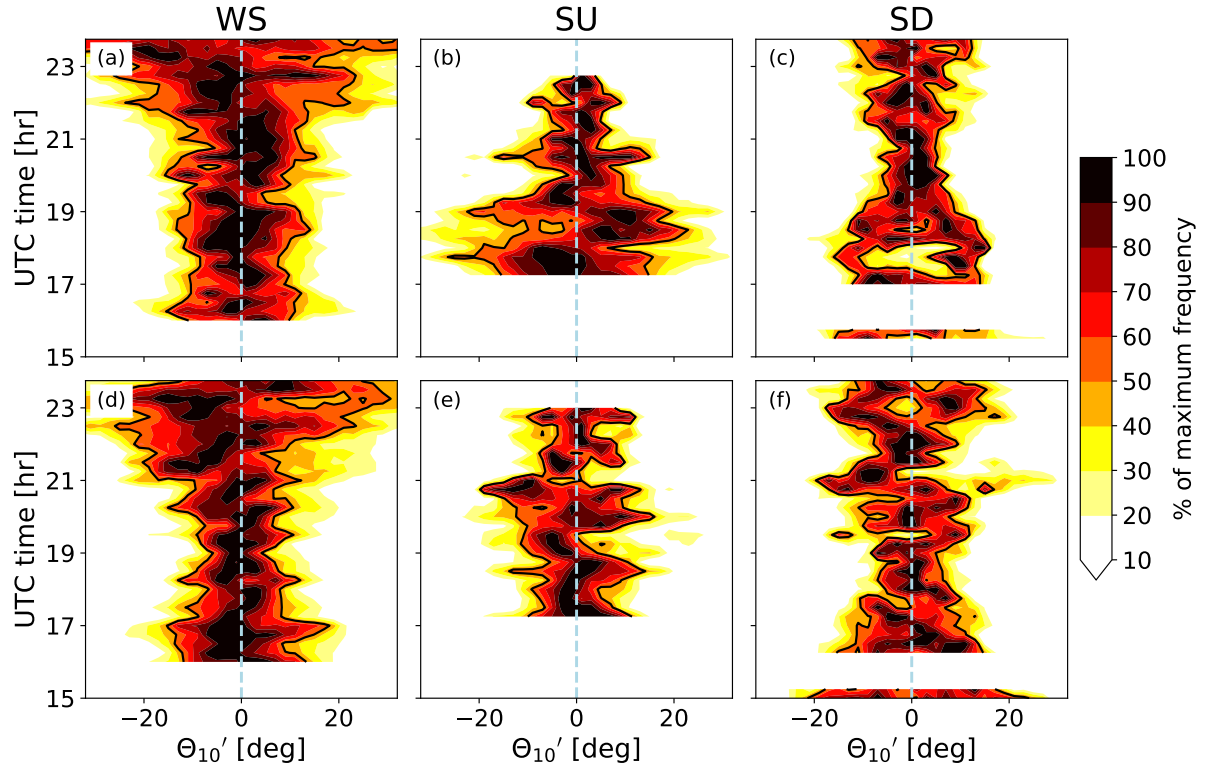 WS SU SD
(a) (b) (c)
UTC time [hr]
23
21
19
17
15
(d) (e) (f)
UTC time [hr]
23
21
19
17
15
−20 0 20 −20 0 20 −20 0 20
Θ₁₀′ [deg] Θ₁₀′ [deg] Θ₁₀′ [deg]
100
90
80
70
60
50
40
30
20
10
% of maximum frequency